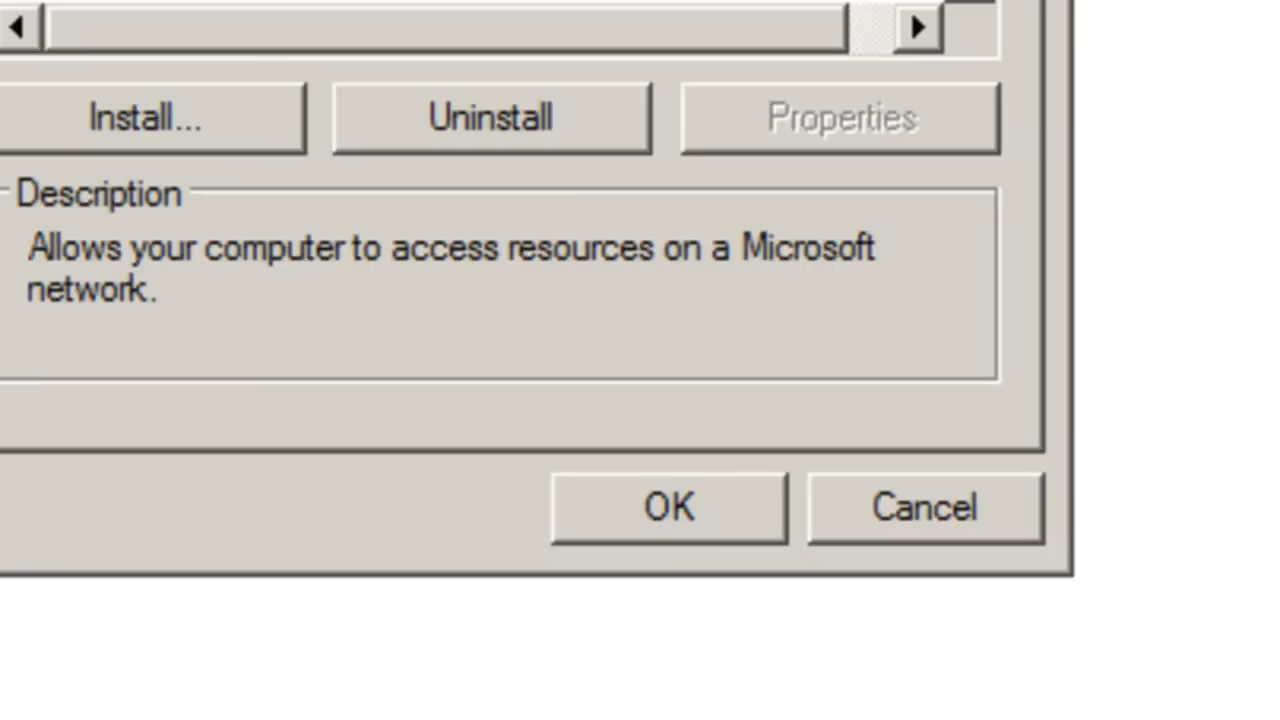 Install...
Uninstall
Properties
Description
Allows your computer to access resources on a Microsoft
network.
OK
Cancel